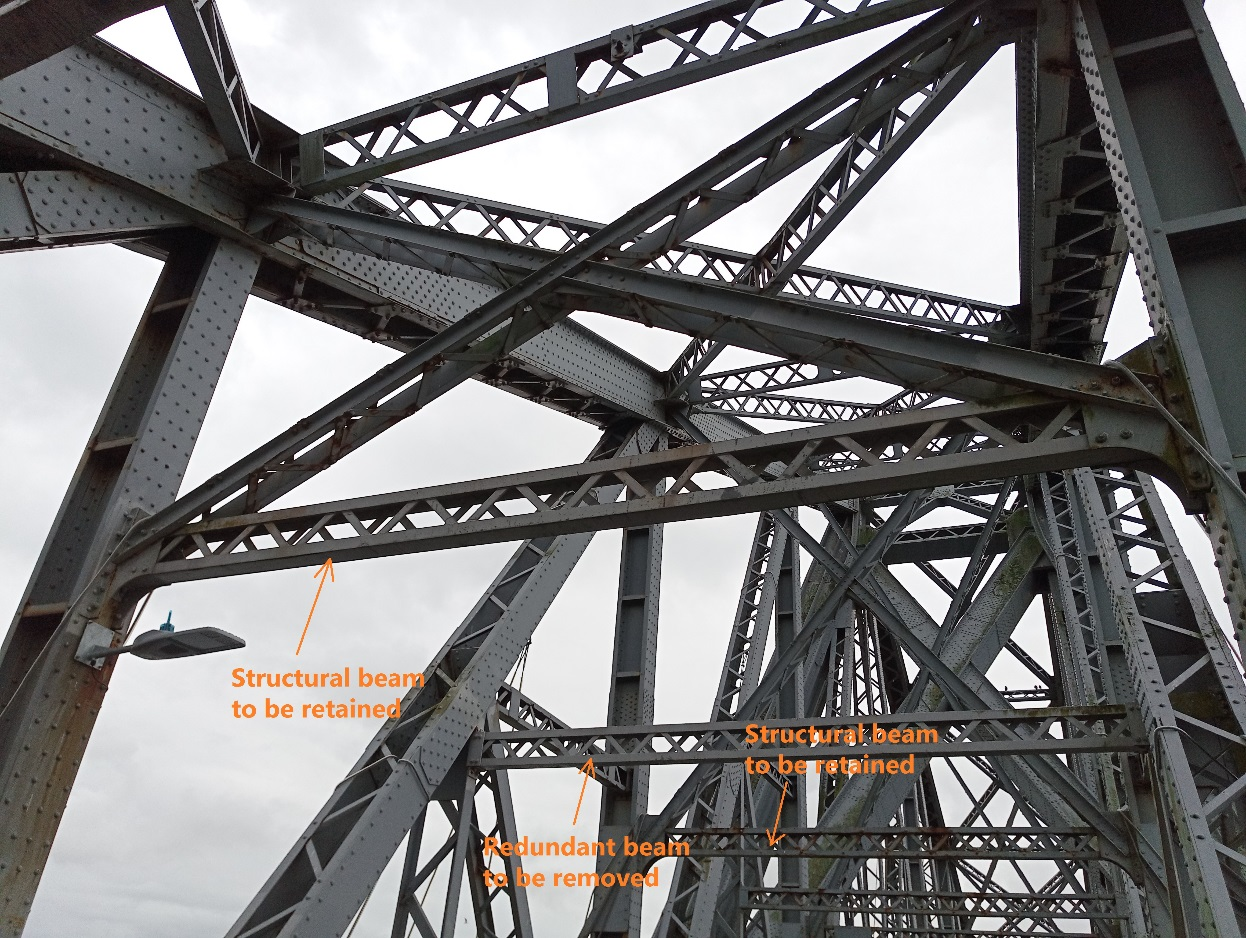 Structural beam
to be retained
Structural beam
to be retained
Redundant beam
to be removed